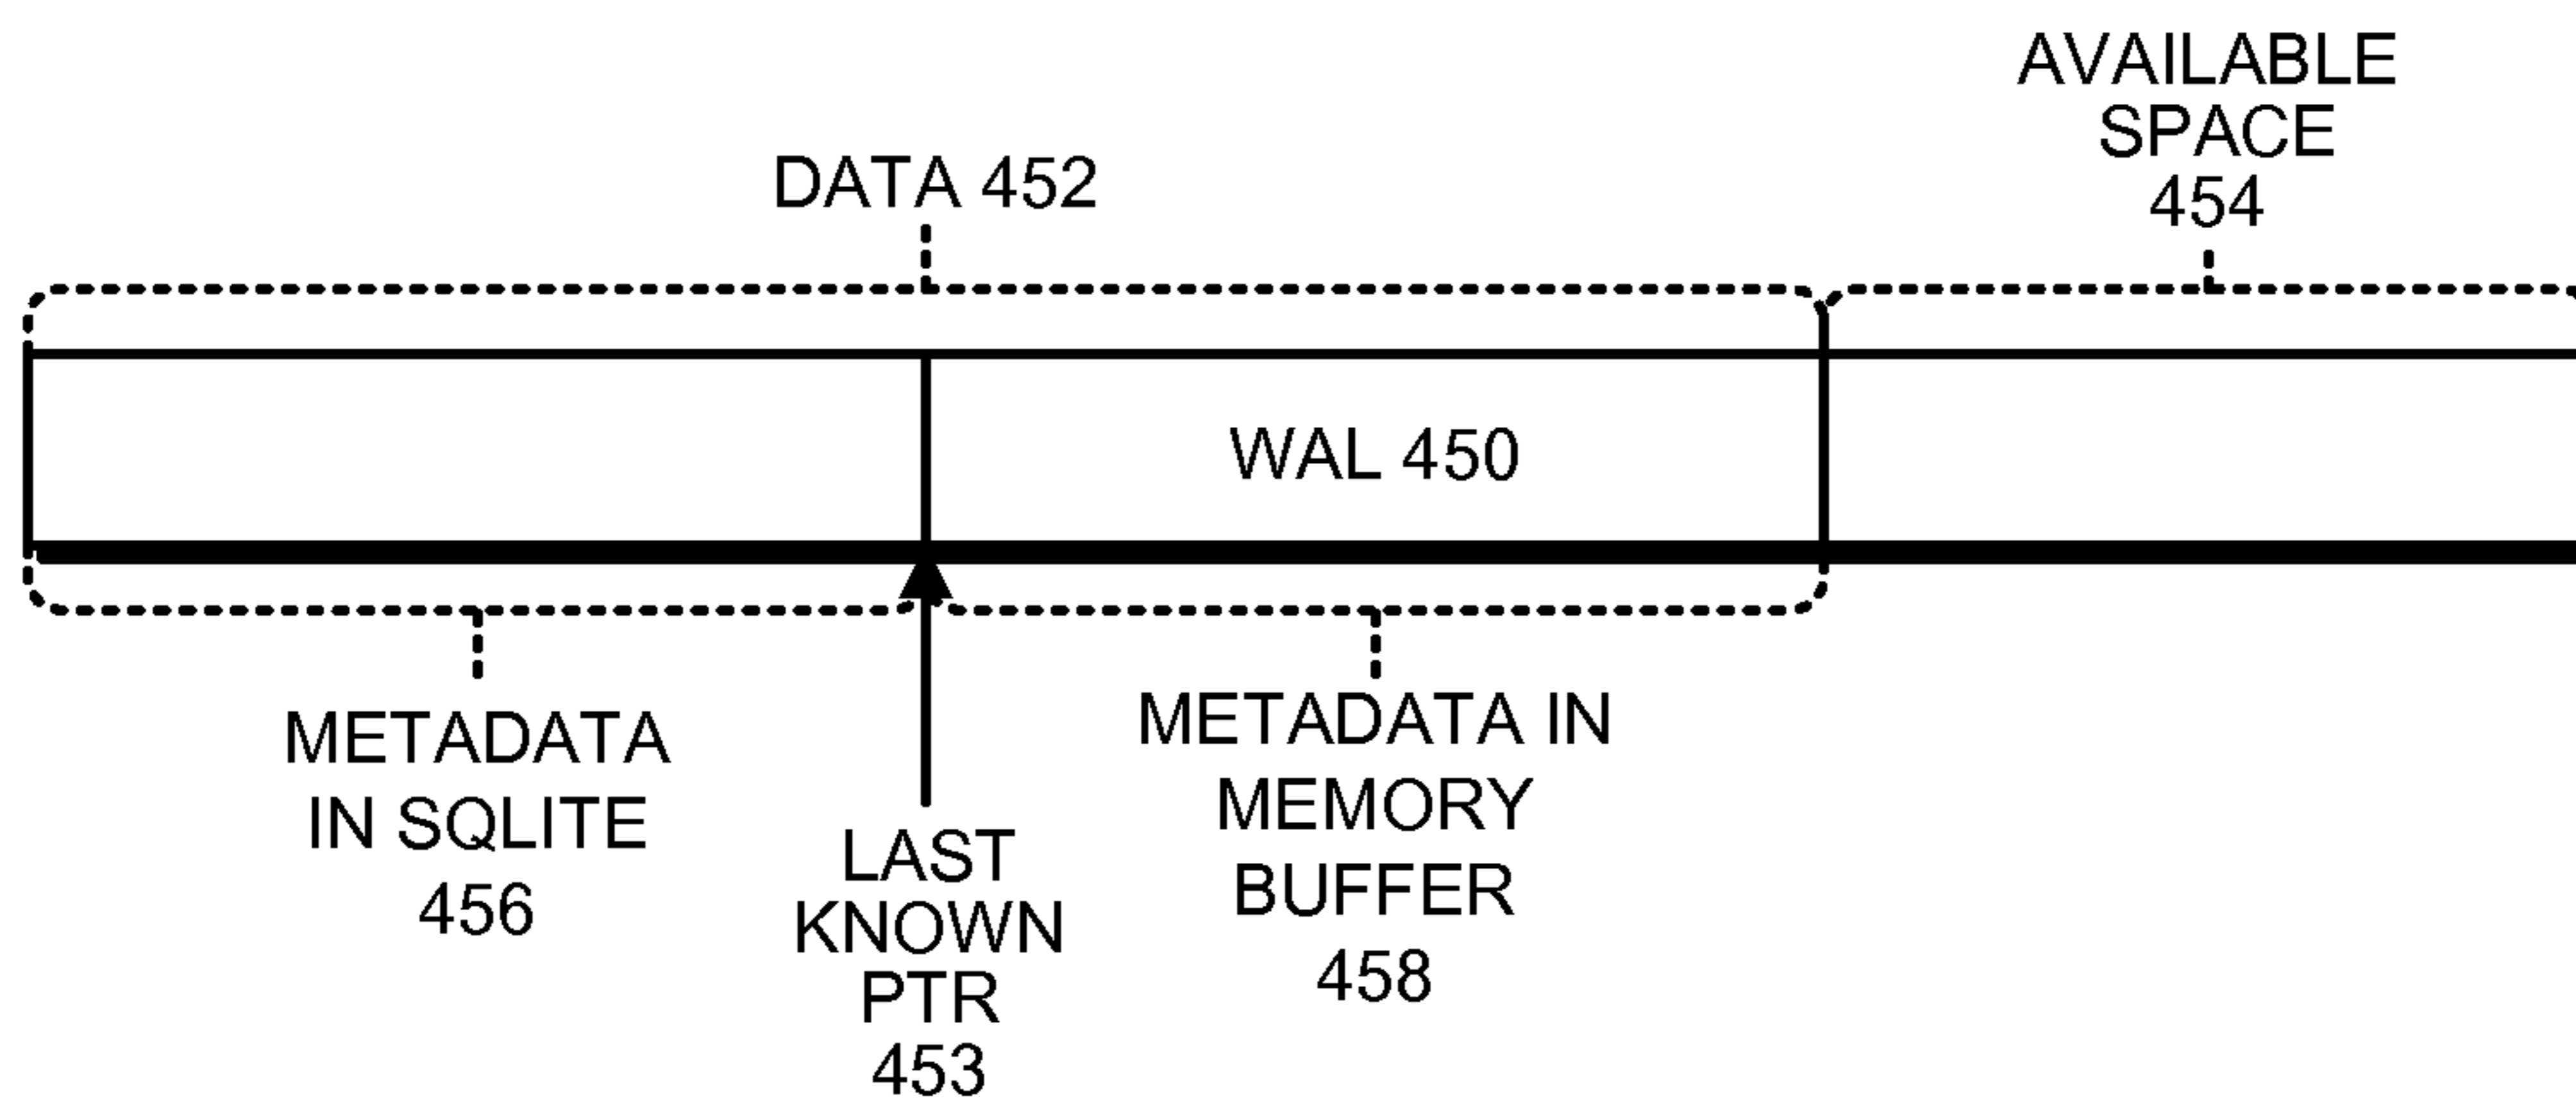 AVAILABLE
SPACE
454
DATA 452
WAL 450
METADATA
IN SQLITE
456
LAST
KNOWN
PTR
453
METADATA IN
MEMORY
BUFFER
458